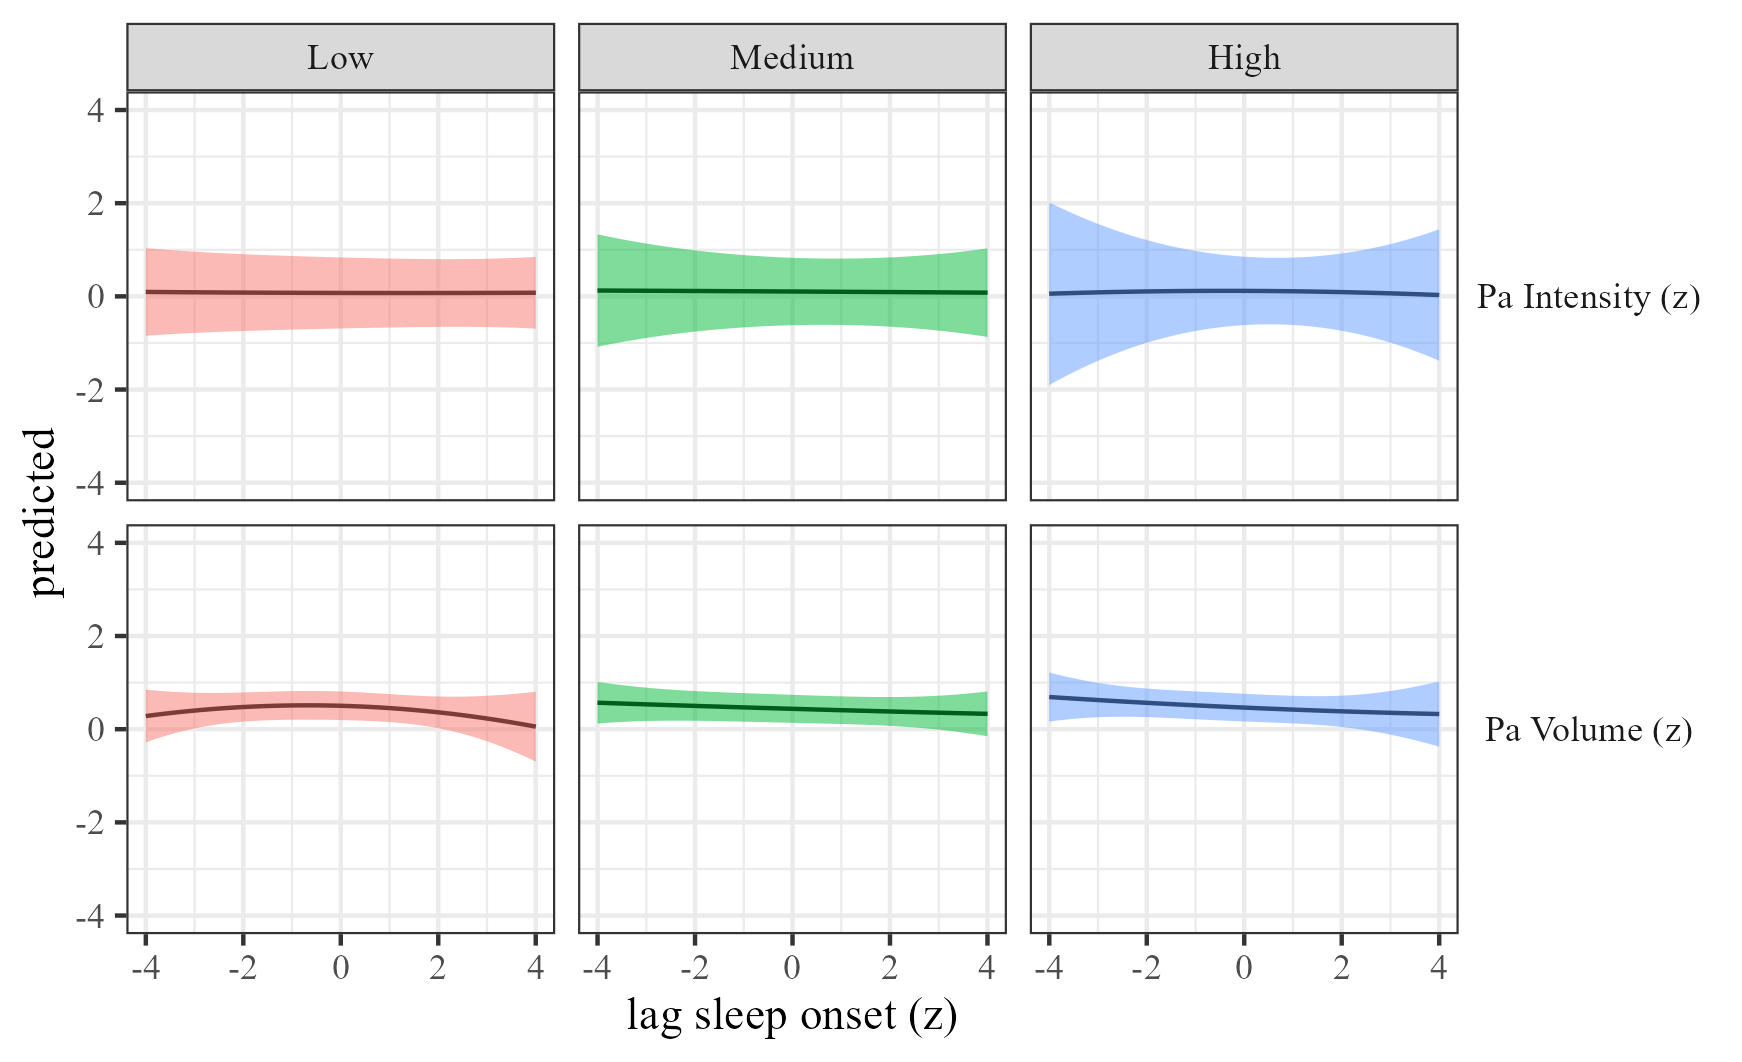 Low Medium High
4
2
0
-2
-4
Pa Intensity (z)
4
2
0
-2
-4
Pa Volume (z)
predicted
-4 -2 0 2 4 -4 -2 0 2 4 -4 -2 0 2 4
lag sleep onset (z)